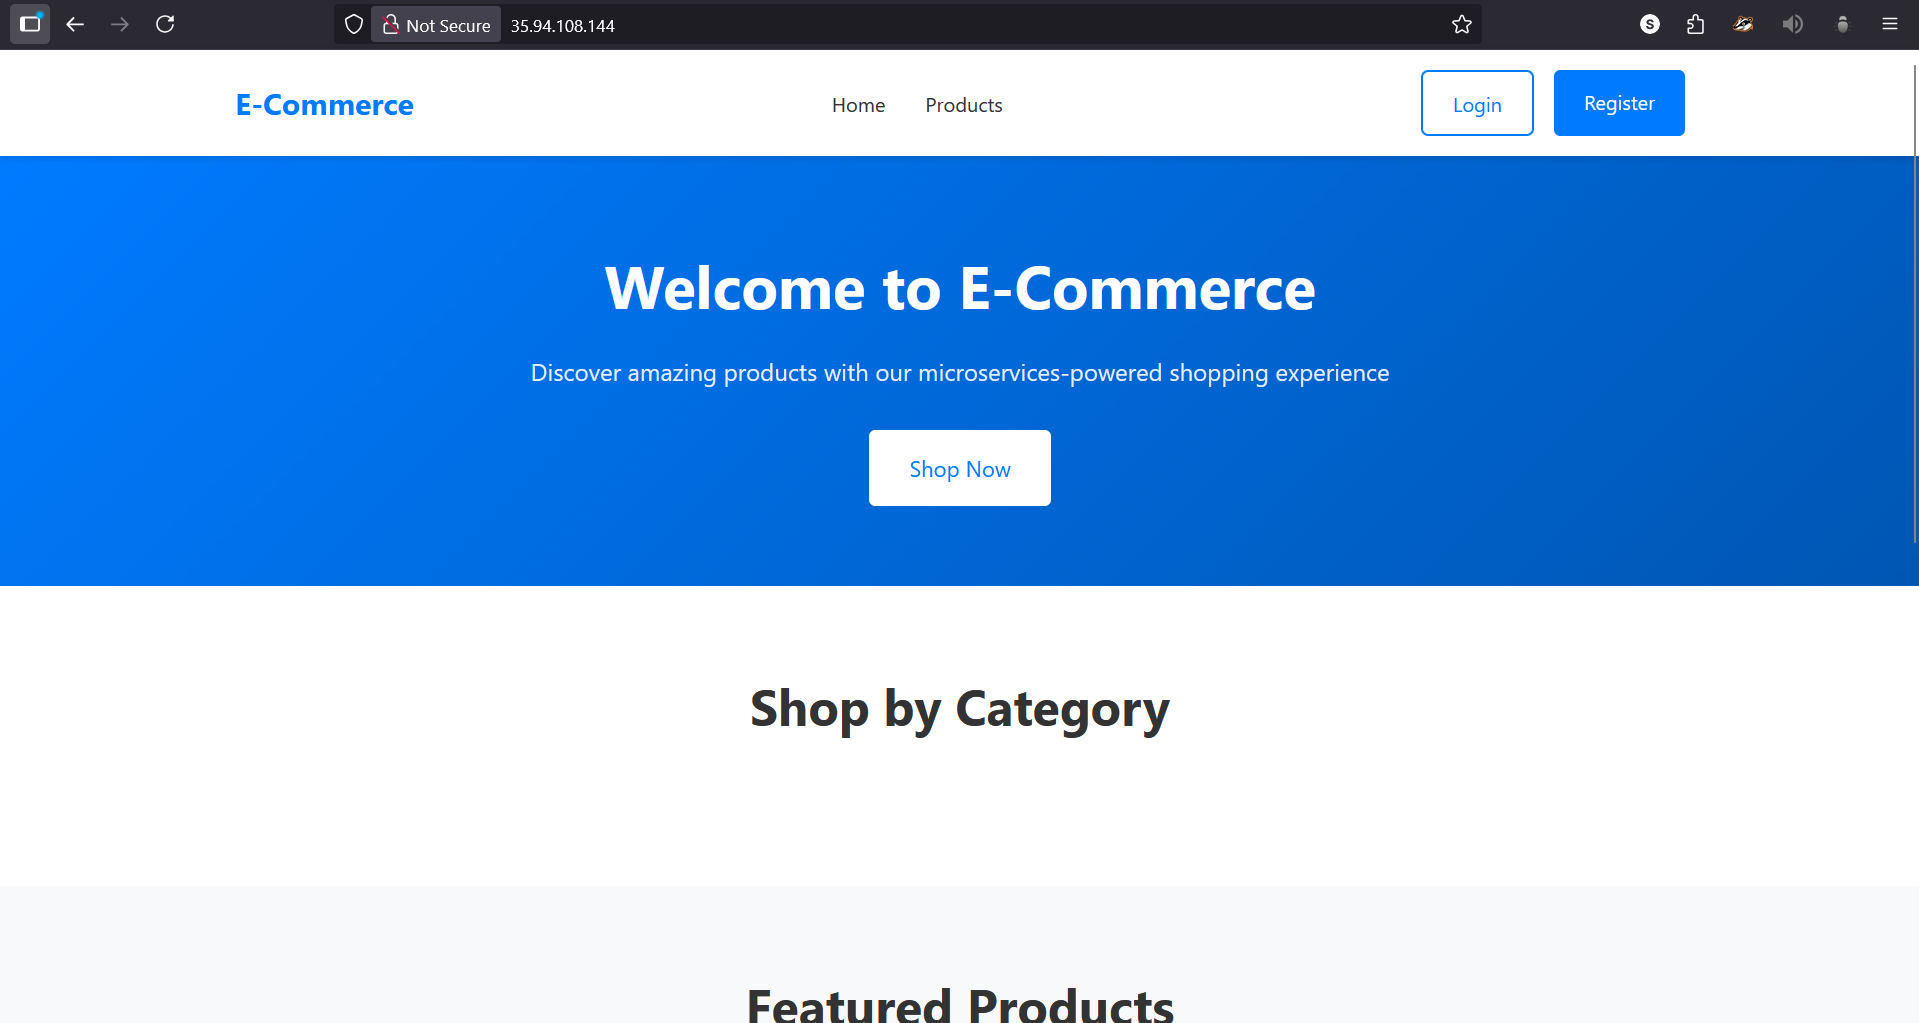 Not Secure 35.94.108.144
S
E-Commerce
Home
Products
Login
Register
Welcome to E-Commerce
Discover amazing products with our microservices-powered shopping experience
Shop Now
Shop by Category
Featured Products